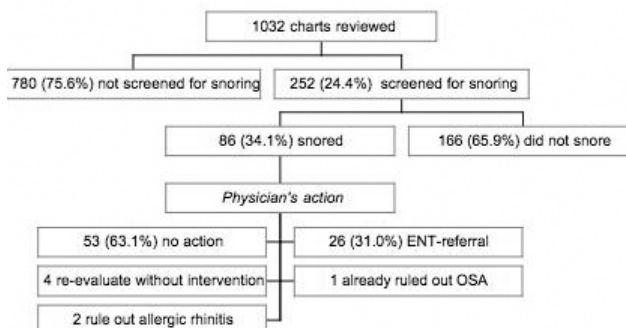 1032 charts reviewed
780 (75.6%) not screened for snoring
252 (24.4%) screened for snoring
86 (34.1%) snored
166 (65.9%) did not snore
Physician's action
53 (63.1%) no action
26 (31.0%) ENT-referral
4 re-evaluate without intervention
1 already ruled out OSA
2 rule out allergic rhinitis